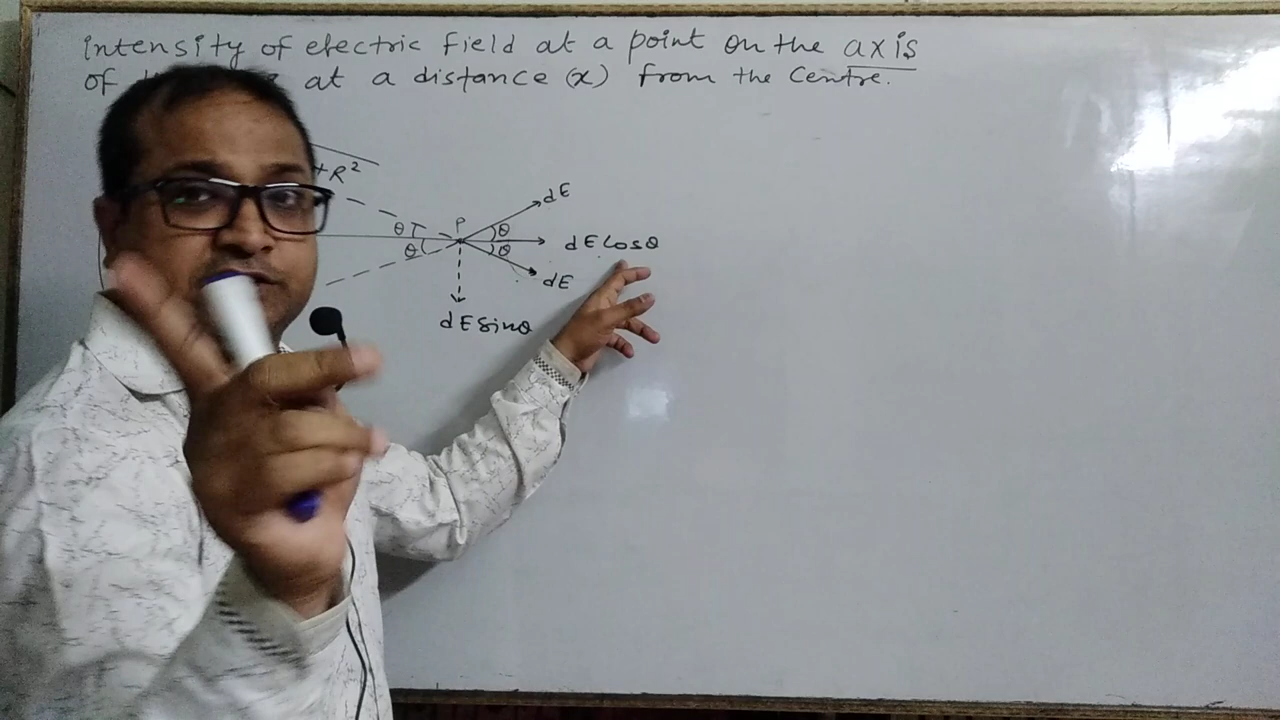 intensity of electric field at a point on the axis
of at a distance (x) from the Centre.
+R²
dE
θ P θ
dE Cosθ
θ θ
dE
dE Sinθ